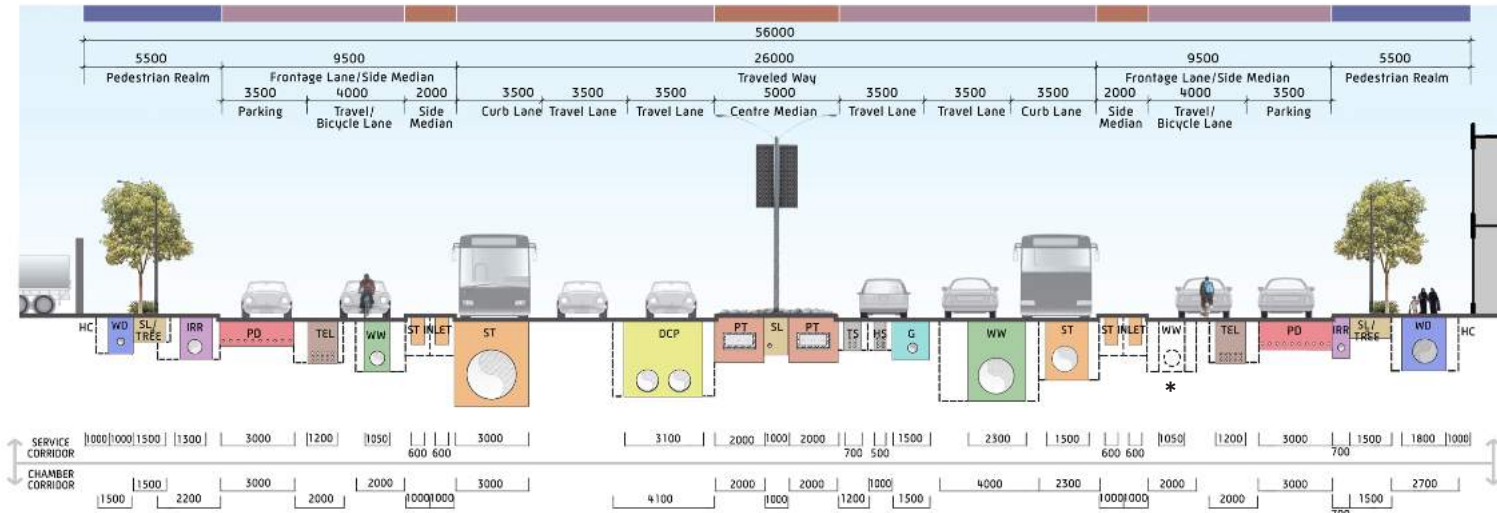 56000
5500 9500 26000 9500 5500
Pedestrian Realm Frontage Lane/Side Median Traveled Way Frontage Lane/Side Median Pedestrian Realm
3500 4000 2000 3500 3500 3500 5000 3500 3500 3500 2000 4000 3500
Parking Travel/ Side Curb Lane Travel Lane Travel Lane Centre Median Travel Lane Travel Lane Curb Lane Side Travel/ Parking
Bicycle Lane Median Median Bicycle Lane
HC WD SL/ IRR PD TEL WW ST INLET ST DCP PT SL PT TS HS G WW ST ST INLET WW TEL PD IRR SL/ WD HC
TREE TREE
*
SERVICE 1000 1000 1500 1300 3000 1200 1050 3000 3100 2000 1000 2000 1500 2300 1500 1050 1200 3000 1500 1800 1000
CORRIDOR 600 600 700 500 600 600 700
CHAMBER 1500 3000 2000 3000 2000 2000 1000 4000 2300 2000 3000 2700
CORRIDOR 1500 2200 2000 1000 1000 4100 1000 1200 1500 1000 1000 2000 1500